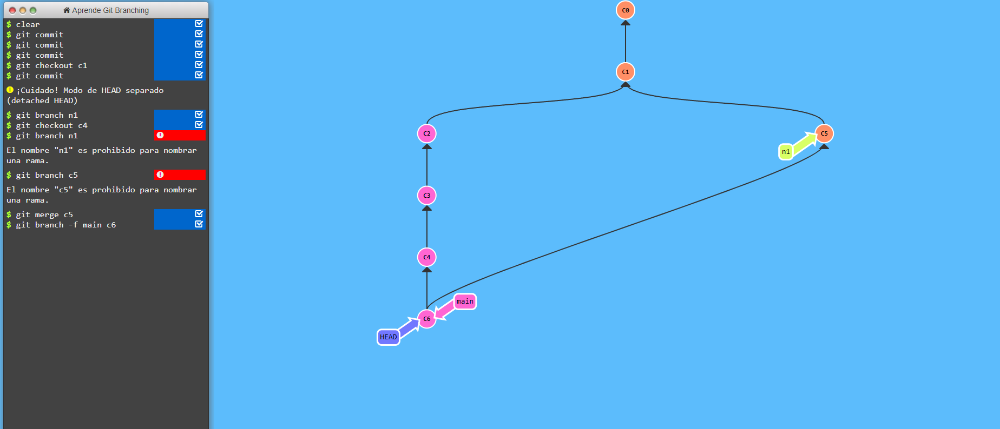 Aprende Git Branching
$ clear
$ git commit
$ git commit
$ git commit
$ git checkout c1
$ git commit
¡Cuidado! Modo de HEAD separado
(detached HEAD)
$ git branch n1
$ git checkout c4
$ git branch n1
El nombre "n1" es prohibido para nombrar
una rama.
$ git branch c5
El nombre "c5" es prohibido para nombrar
una rama.
$ git merge c5
$ git branch -f main c6
C0
C1
C2
C5
n1
C3
C4
main
C6
HEAD